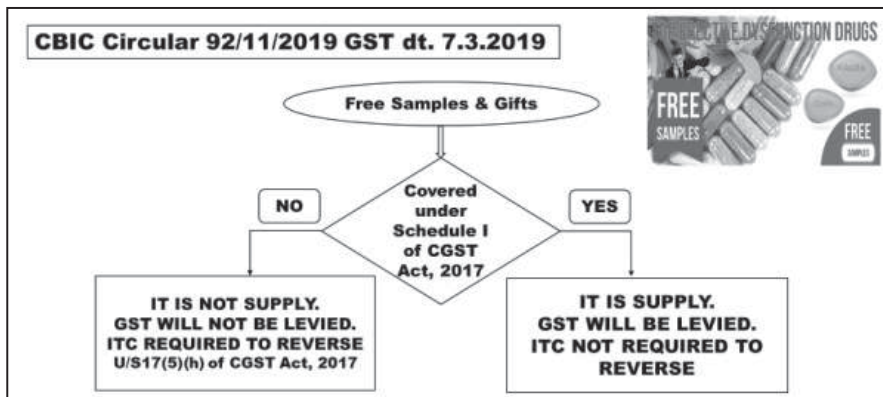 CBIC Circular 92/11/2019 GST dt. 7.3.2019
DYSFUNCTION DRUGS
FREE
SAMPLES
FREE
SAMPLES
Free Samples & Gifts
Covered
under
Schedule I
of CGST
Act, 2017
NO
YES
IT IS NOT SUPPLY.
GST WILL NOT BE LEVIED.
ITC REQUIRED TO REVERSE
U/S17(5)(h) of CGST Act, 2017
IT IS SUPPLY.
GST WILL BE LEVIED.
ITC NOT REQUIRED TO
REVERSE